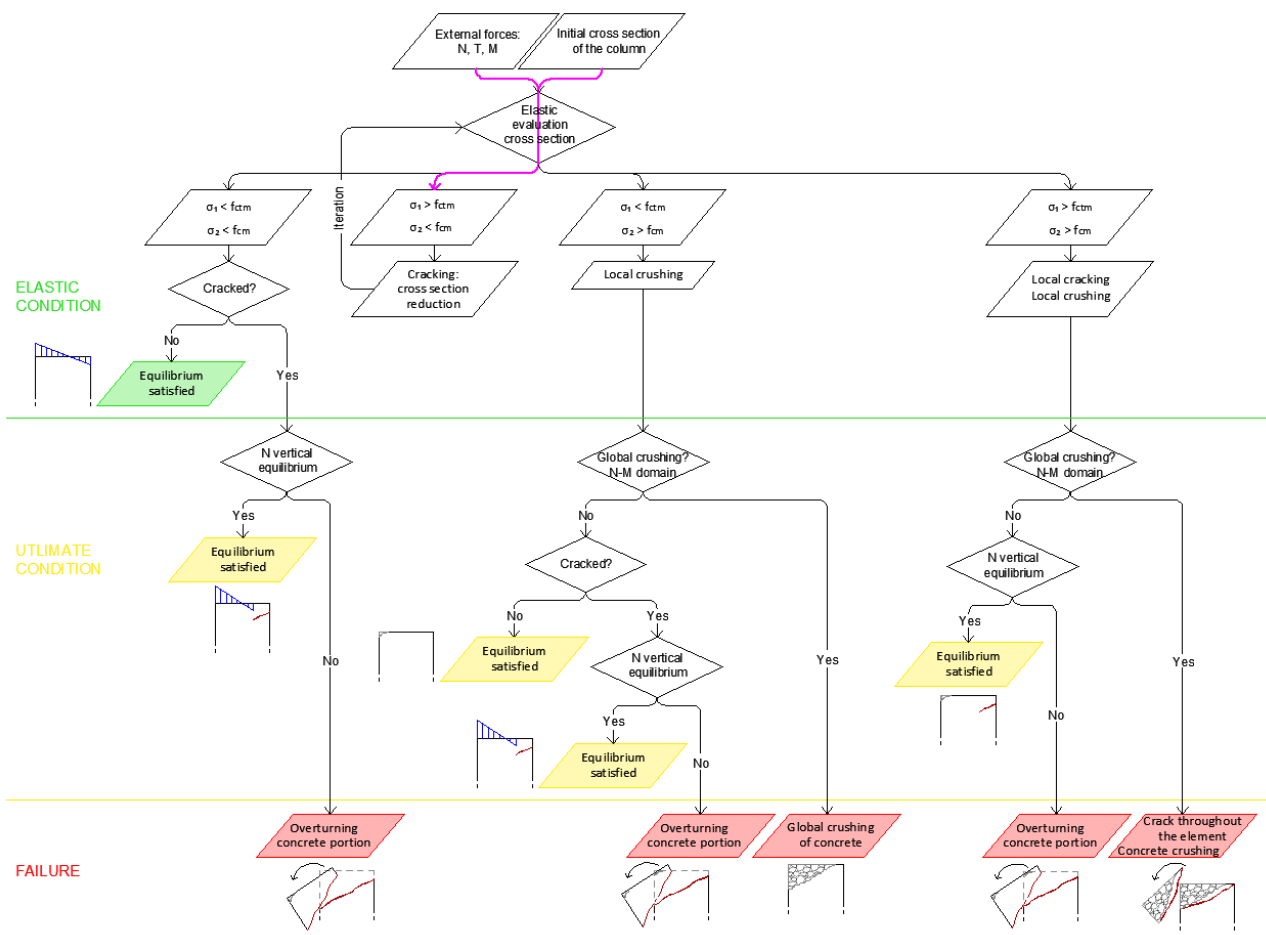 External forces:
N, T, M
Initial cross section
of the column
Elastic
evaluation
cross section
Iteration
σ₁ < fctm
σ₂ < fcm
σ₁ > fctm
σ₂ < fcm
σ₁ < fctm
σ₂ > fcm
σ₁ > fctm
σ₂ > fcm
Cracked?
Cracking:
cross section
reduction
Local crushing
Local cracking
Local crushing
ELASTIC
CONDITION
No
Yes
Equilibrium
satisfied
N vertical
equilibrium
Global crushing?
N-M domain
Global crushing?
N-M domain
Yes
No
No
UTLIMATE
CONDITION
Equilibrium
satisfied
Cracked?
N vertical
equilibrium
No
Yes
Yes
No
Equilibrium
satisfied
N vertical
equilibrium
Yes
Equilibrium
satisfied
Yes
Yes
No
No
Equilibrium
satisfied
Overturning
concrete portion
Overturning
concrete portion
Global crushing
of concrete
Overturning
concrete portion
Crack throughout
the element
Concrete crushing
FAILURE